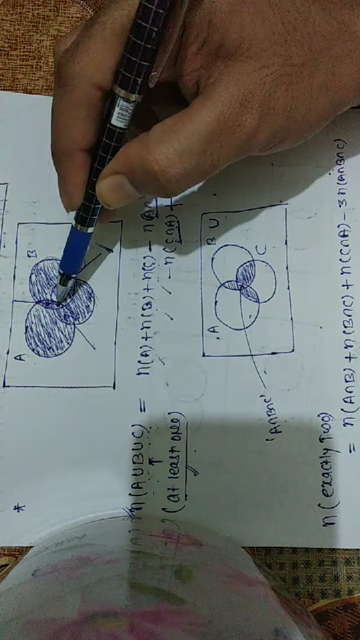 *
A
B
n(A∪B∪C) = n(A) + n(B) + n(C) - n(A∩
- n(C∩A) +
(at least one)
A
B
U
C
'A∩B∩C'
n(exactly two)
= n(A∩B) + n(B∩C) + n(C∩A) - 3n(A∩B∩C)